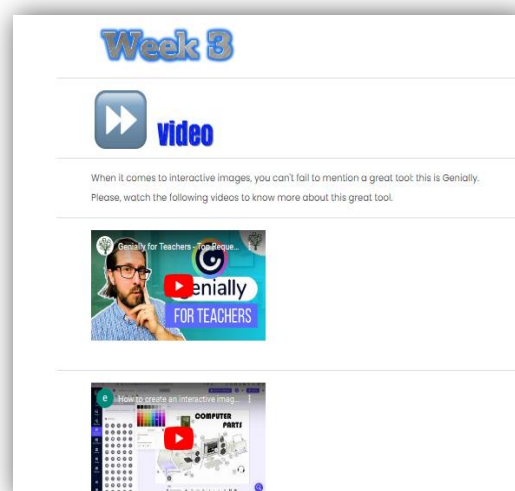 Week 3
video
When it comes to interactive images, you can't fail to mention a great tool: this is Genially.
Please, watch the following videos to know more about this great tool.
Genially for Teachers - Top Reque...
Genially
FOR TEACHERS
e
How to create an interactive imag...
COMPUTER
PARTS